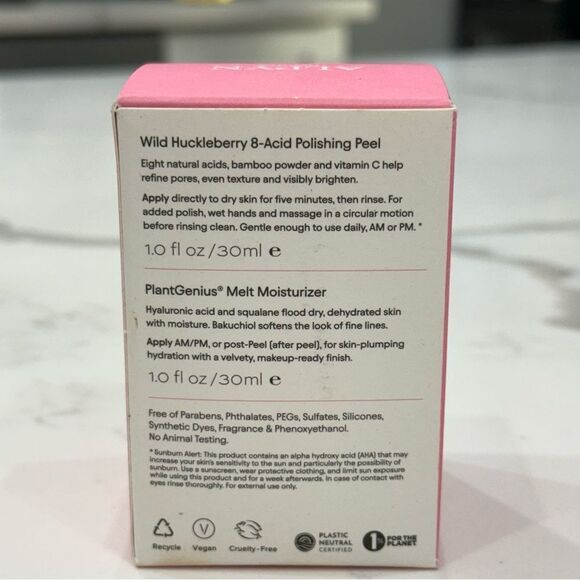 Wild Huckleberry 8-Acid Polishing Peel
Eight natural acids, bamboo powder and vitamin C help
refine pores, even texture and visibly brighten.
Apply directly to dry skin for five minutes, then rinse. For
added polish, wet hands and massage in a circular motion
before rinsing clean. Gentle enough to use daily, AM or PM. *
1.0 fl oz/30ml e
PlantGenius® Melt Moisturizer
Hyaluronic acid and squalane flood dry, dehydrated skin
with moisture. Bakuchiol softens the look of fine lines.
Apply AM/PM, or post-Peel (after peel), for skin-plumping
hydration with a velvety, makeup-ready finish.
1.0 fl oz/30ml e
Free of Parabens, Phthalates, PEGs, Sulfates, Silicones,
Synthetic Dyes, Fragrance & Phenoxyethanol.
No Animal Testing.
* Sunburn Alert: This product contains an alpha hydroxy acid (AHA) that may
increase your skin's sensitivity to the sun and particularly the possibility of
sunburn. Use a sunscreen, wear protective clothing, and limit sun exposure
while using this product and for a week afterwards. In case of contact with
eyes rinse thoroughly. For external use only.
V
Recycle Vegan Cruelty-Free
PLASTIC
NEUTRAL
CERTIFIED
1% FOR THE
PLANET